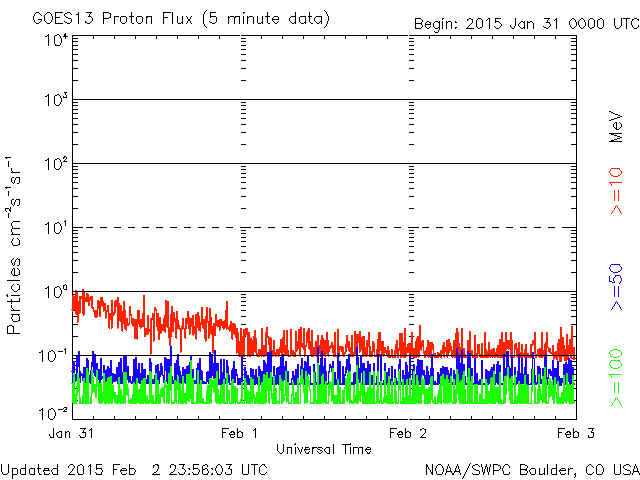 GOES13 Proton Flux (5 minute data)
Begin: 2015 Jan 31 0000 UTC
Particles cm⁻²s⁻¹sr⁻¹
10⁴
10³
10²
10¹
10⁰
10⁻¹
10⁻²
Jan 31
Feb 1
Feb 2
Feb 3
Universal Time
MeV
>=10
>=50
>=100
Updated 2015 Feb  2 23:56:03 UTC
NOAA/SWPC Boulder, CO USA